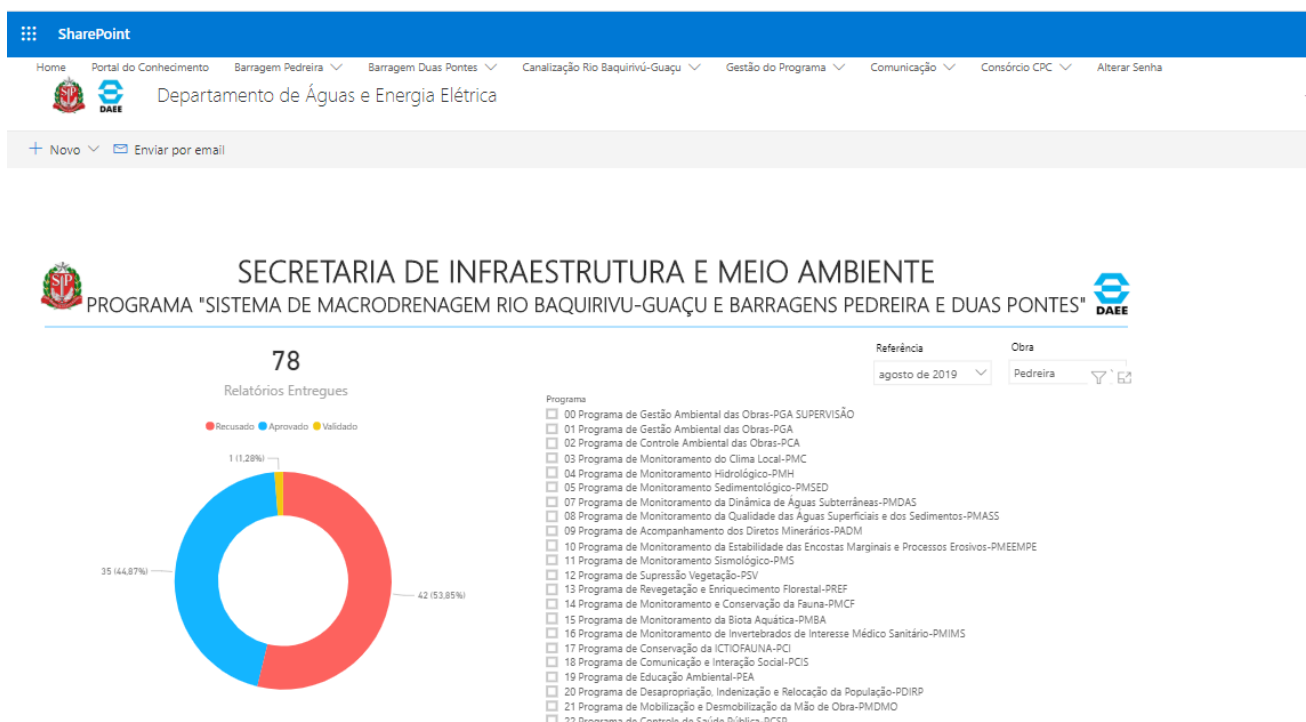 SharePoint
Home Portal do Conhecimento Barragem Pedreira Barragem Duas Pontes Canalização Rio Baquirivú-Guaçu Gestão do Programa Comunicação Consórcio CPC Alterar Senha
DAEE
Departamento de Águas e Energia Elétrica
+ Novo Enviar por email
SECRETARIA DE INFRAESTRUTURA E MEIO AMBIENTE
PROGRAMA "SISTEMA DE MACRODRENAGEM RIO BAQUIRIVU-GUAÇU E BARRAGENS PEDREIRA E DUAS PONTES"
DAEE
78
Relatórios Entregues
Recusado Aprovado Validado
1 (1,28%)
35 (44,87%)
42 (53,85%)
Referência
agosto de 2019
Obra
Pedreira
Programa
00 Programa de Gestão Ambiental das Obras-PGA SUPERVISÃO
01 Programa de Gestão Ambiental das Obras-PGA
02 Programa de Controle Ambiental das Obras-PCA
03 Programa de Monitoramento do Clima Local-PMC
04 Programa de Monitoramento Hidrológico-PMH
05 Programa de Monitoramento Sedimentológico-PMSED
07 Programa de Monitoramento da Dinâmica de Águas Subterrâneas-PMDAS
08 Programa de Monitoramento da Qualidade das Águas Superficiais e dos Sedimentos-PMASS
09 Programa de Acompanhamento dos Diretos Minerários-PADM
10 Programa de Monitoramento da Estabilidade das Encostas Marginais e Processos Erosivos-PMEEMPE
11 Programa de Monitoramento Sismológico-PMS
12 Programa de Supressão Vegetação-PSV
13 Programa de Revegetação e Enriquecimento Florestal-PREF
14 Programa de Monitoramento e Conservação da Fauna-PMCF
15 Programa de Monitoramento da Biota Aquática-PMBA
16 Programa de Monitoramento de Invertebrados de Interesse Médico Sanitário-PMIMS
17 Programa de Conservação da ICTIOFAUNA-PCI
18 Programa de Comunicação e Interação Social-PCIS
19 Programa de Educação Ambiental-PEA
20 Programa de Desapropriação, Indenização e Relocação da População-PDIRP
21 Programa de Mobilização e Desmobilização da Mão de Obra-PMDMO
22 Programa de Controle de Saúde Pública-PCSP